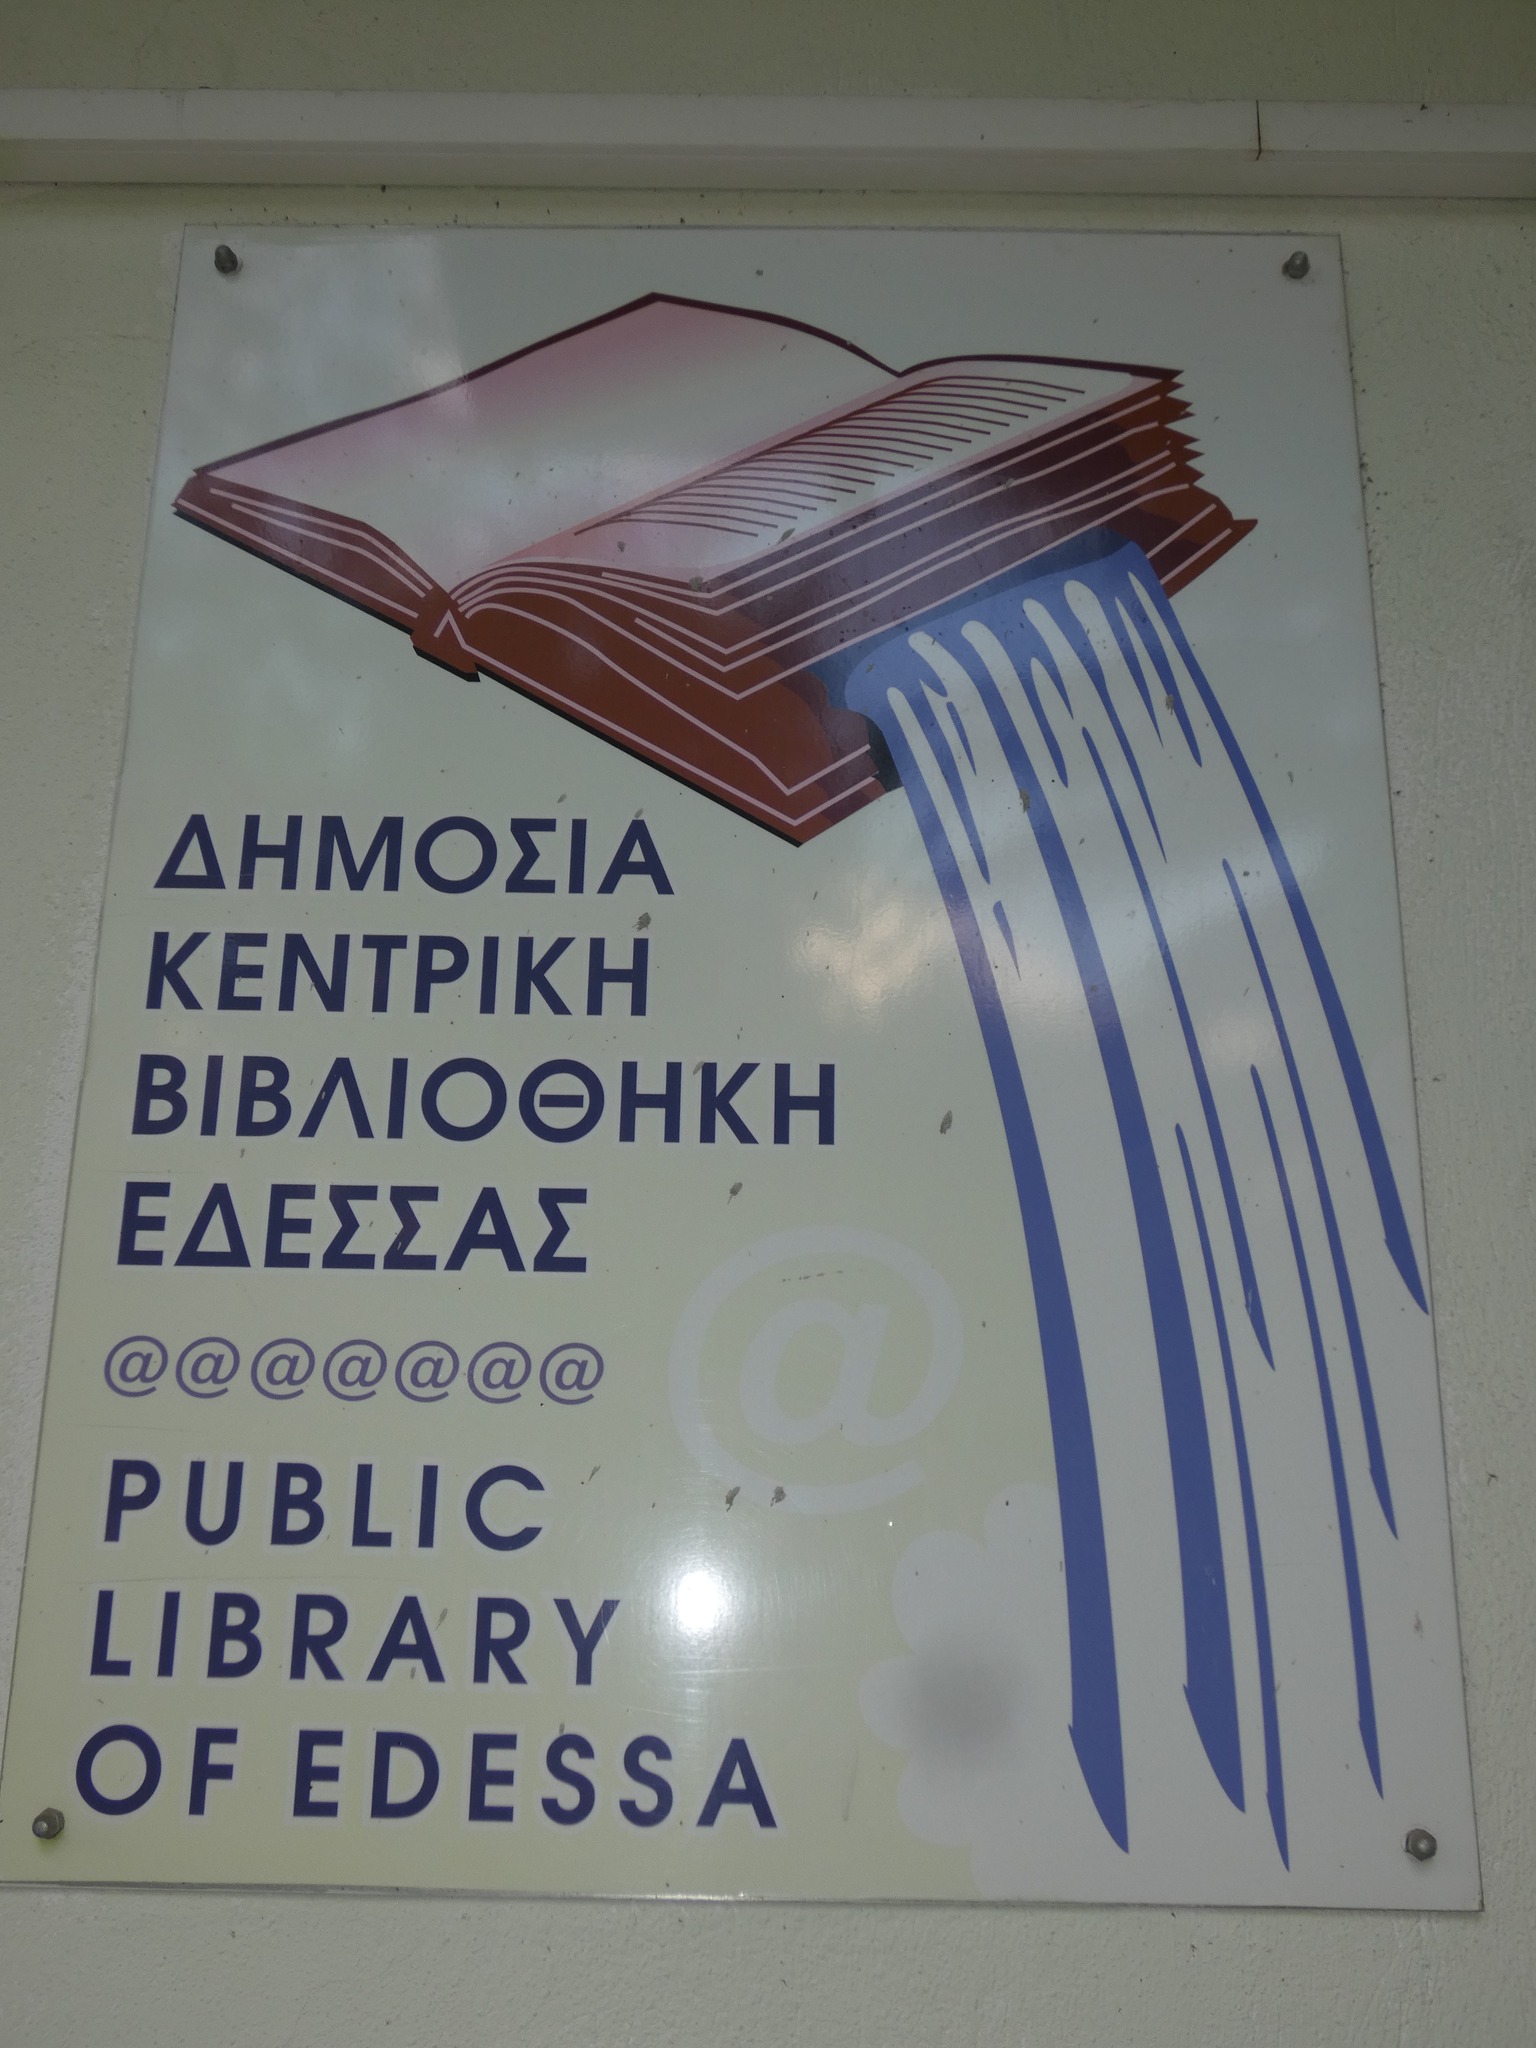 ΔΗΜΟΣΙΑ
ΚΕΝΤΡΙΚΗ
ΒΙΒΛΙΟΘΗΚΗ
ΕΔΕΣΣΑΣ
@@@@@@@
@
PUBLIC
LIBRARY
OF EDESSA